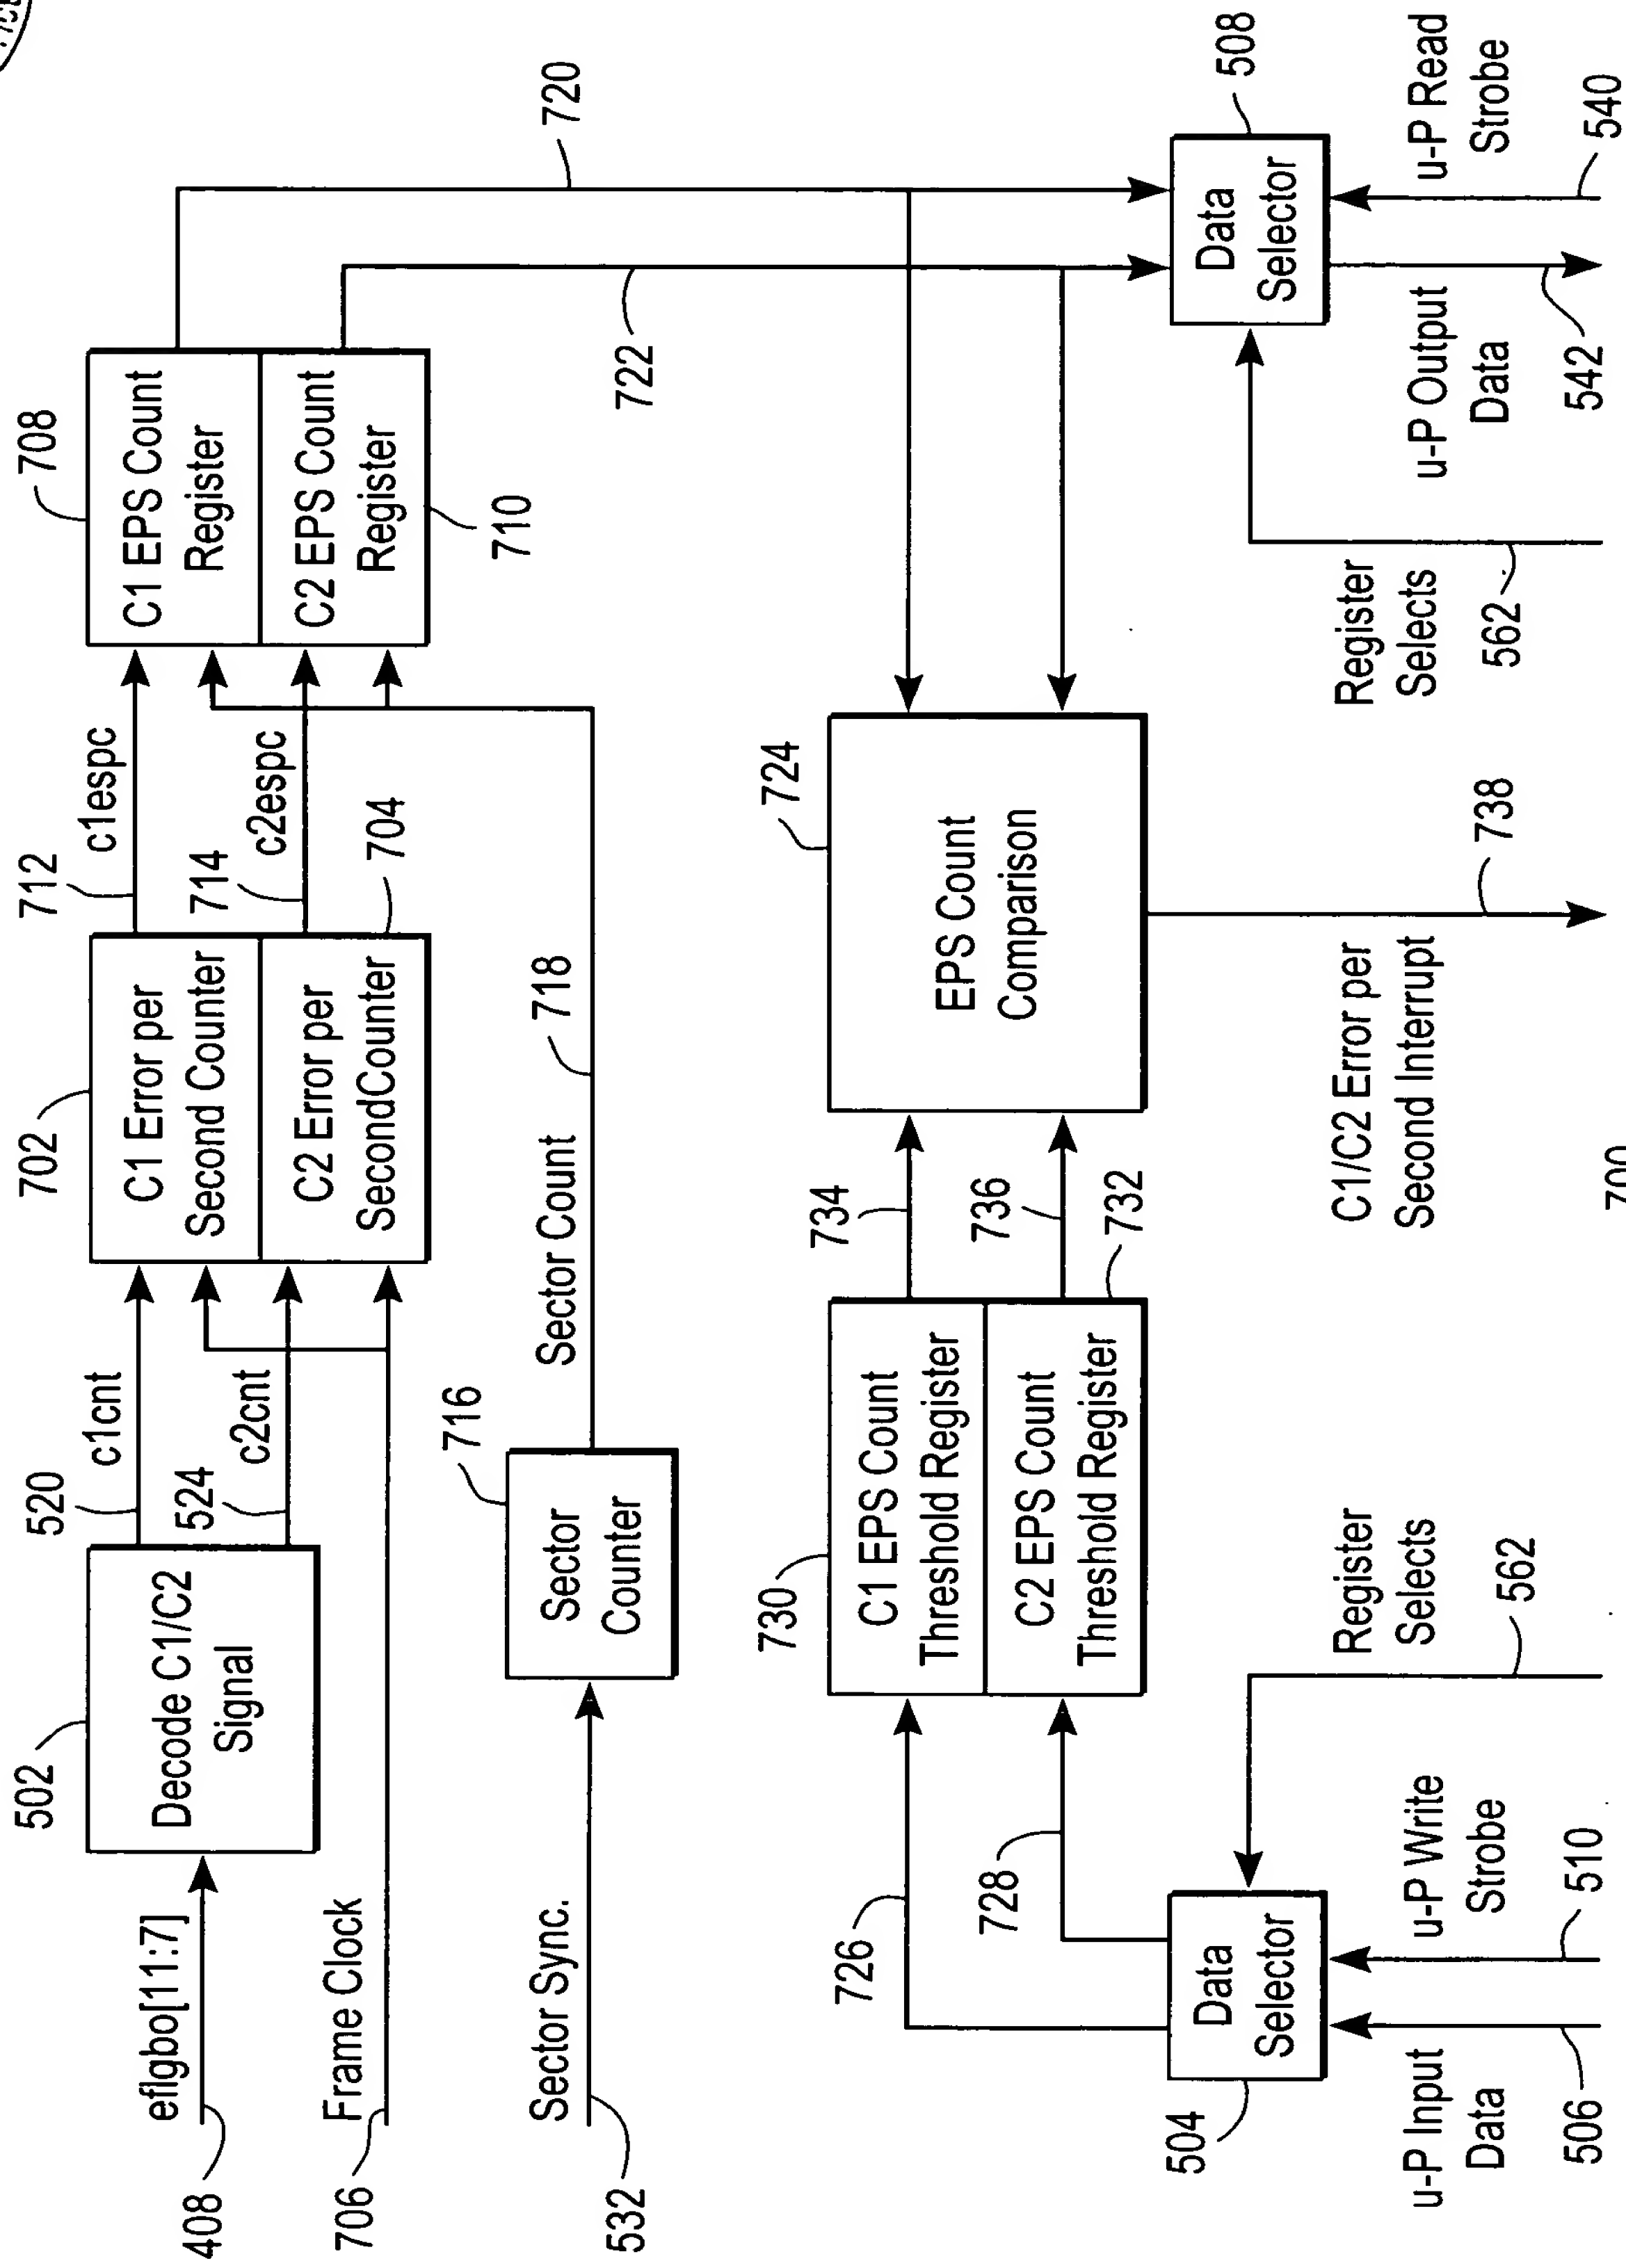 408
eflgbo[11:7]
502
Decode C1/C2
Signal
520
c1cnt
524
c2cnt
706
Frame Clock
702
C1 Error per
Second Counter
C2 Error per
SecondCounter
704
712
c1espc
714
c2espc
708
C1 EPS Count
Register
C2 EPS Count
Register
710
720
722
532
Sector Sync.
716
Sector
Counter
Sector Count
718
726
728
730
C1 EPS Count
Threshold Register
C2 EPS Count
Threshold Register
732
734
736
724
EPS Count
Comparison
504
Data
Selector
508
Data
Selector
u-P Input
Data
506
u-P Write
Strobe
510
Register
Selects
562
C1/C2 Error per
Second Interrupt
738
Register
Selects
562
u-P Output
Data
542
u-P Read
Strobe
540